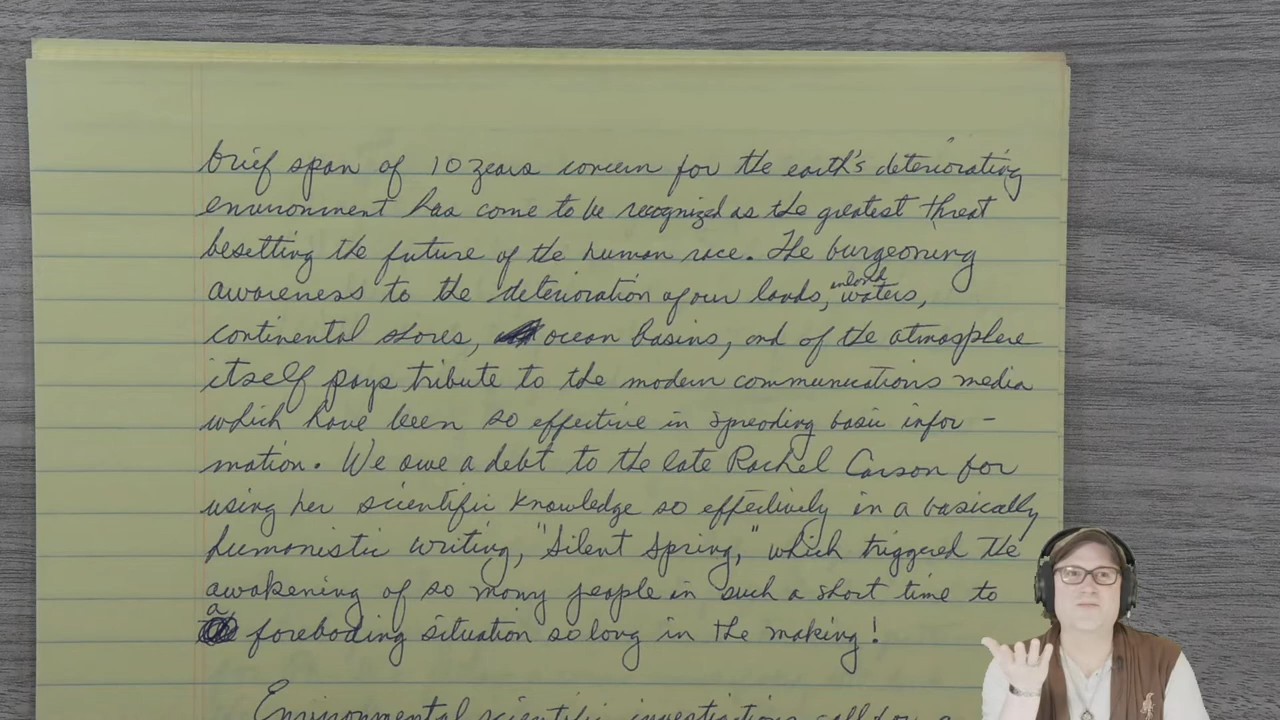 brief span of 10 years concern for the earth's deteriorating
environment has come to be recognized as the greatest threat
besetting the future of the human race. The burgeoning
awareness to the deterioration of our lands, inland waters,
continental shores, ocean basins, and of the atmosphere
itself pays tribute to the modern communications media
which have been so effective in spreading basic infor-
mation. We owe a debt to the late Rachel Carson for
using her scientific knowledge so effectively in a basically
humanistic writing, "Silent Spring," which triggered the
awakening of so many people in such a short time to
a foreboding situation so long in the making!
Environmental scientific investigations call for a